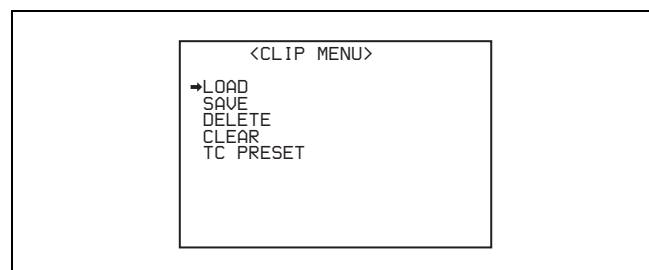 <CLIP MENU>
➡LOAD
SAVE
DELETE
CLEAR
TC PRESET